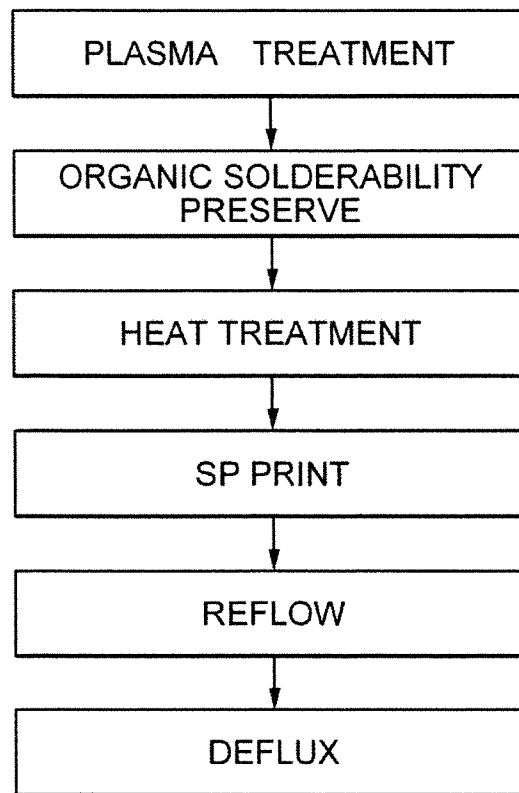 PLASMA TREATMENT
ORGANIC SOLDERABILITY
PRESERVE
HEAT TREATMENT
SP PRINT
REFLOW
DEFLUX